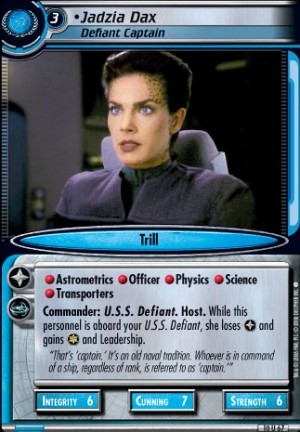 3 •Jadzia Dax
Defiant Captain
Trill
• Astrometrics • Officer • Physics • Science
• Transporters
Commander: U.S.S. Defiant. Host. While this
personnel is aboard your U.S.S. Defiant, she loses and
gains and Leadership.
"That's 'captain.' It's an old naval tradition. Whoever is in command
of a ship, regardless of rank, is referred to as 'captain.'"
INTEGRITY 6 CUNNING 7 STRENGTH 6